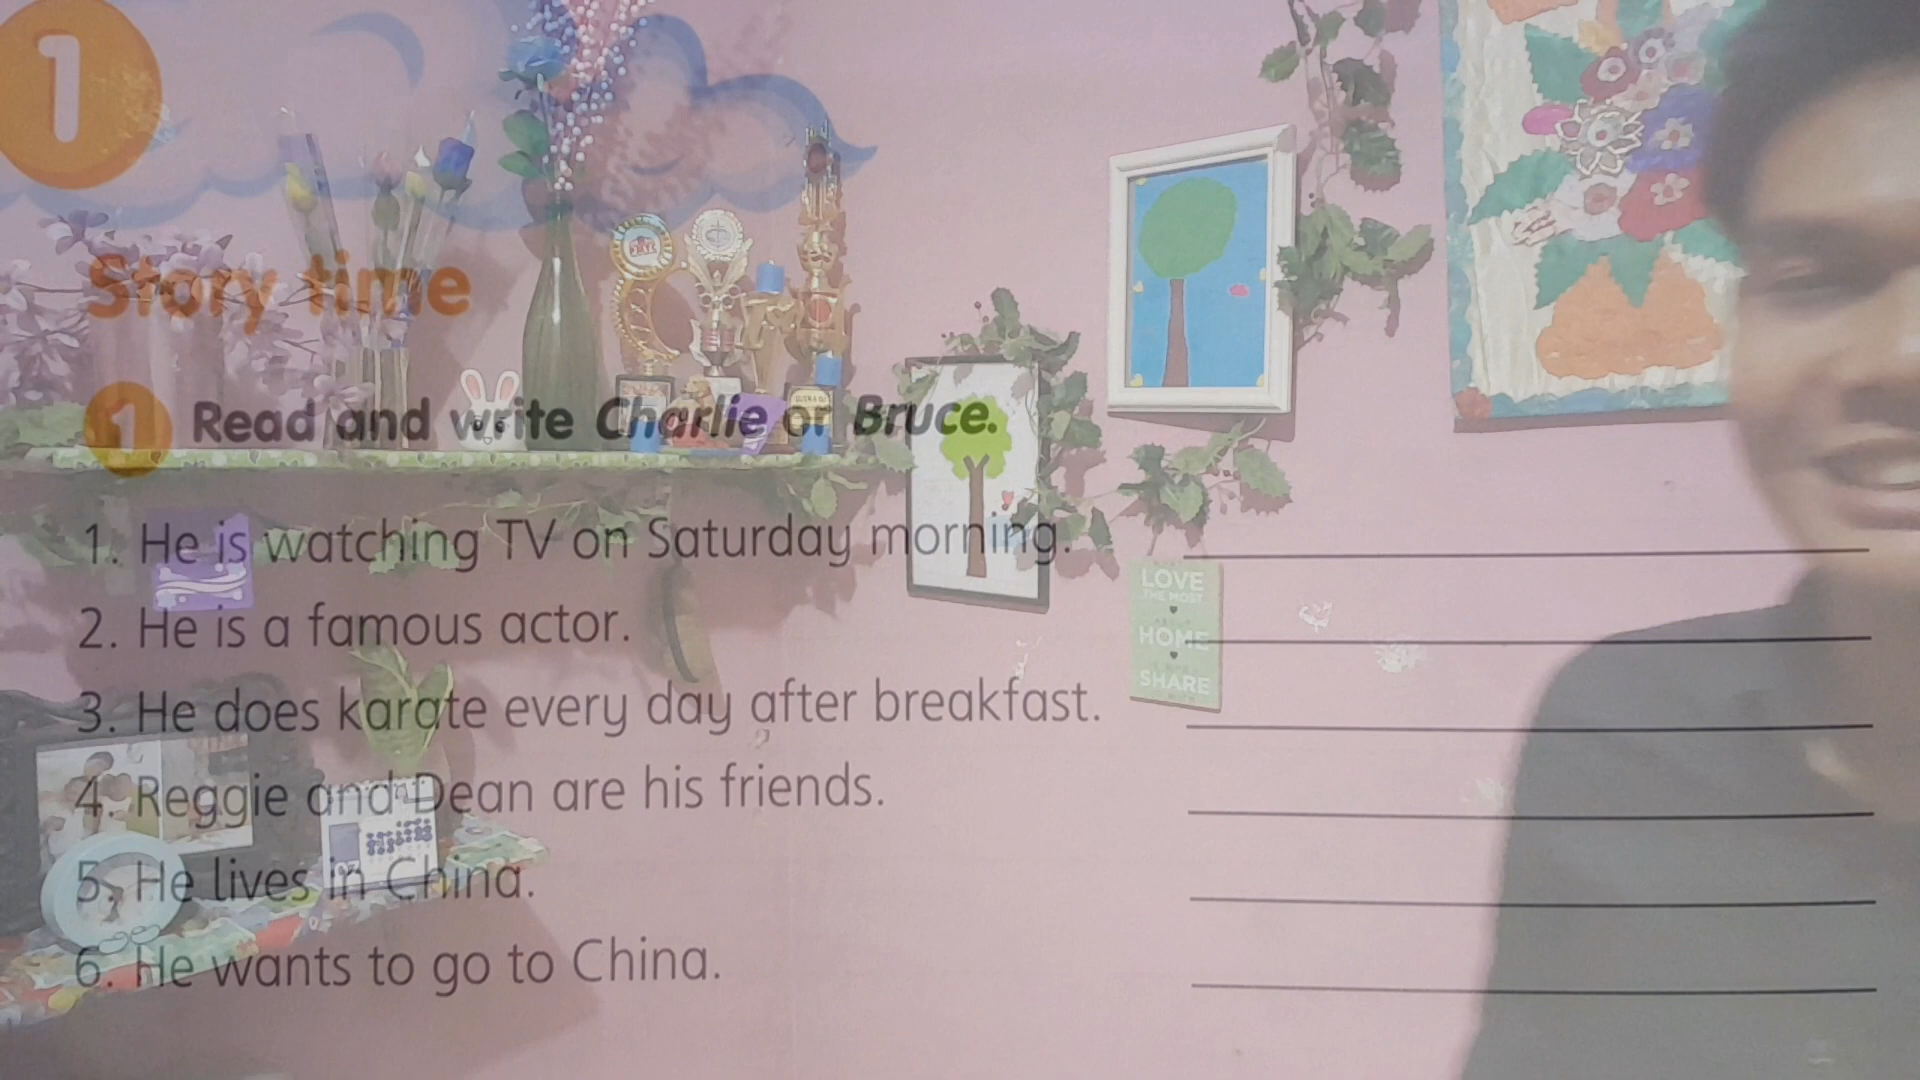 1
Story time
1 Read and write Charlie or Bruce.
1. He is watching TV on Saturday morning.
2. He is a famous actor.
3. He does karate every day after breakfast.
4. Reggie and Dean are his friends.
5. He lives in China.
6. He wants to go to China.
LOVE
THE MOST
HOME
SHARE